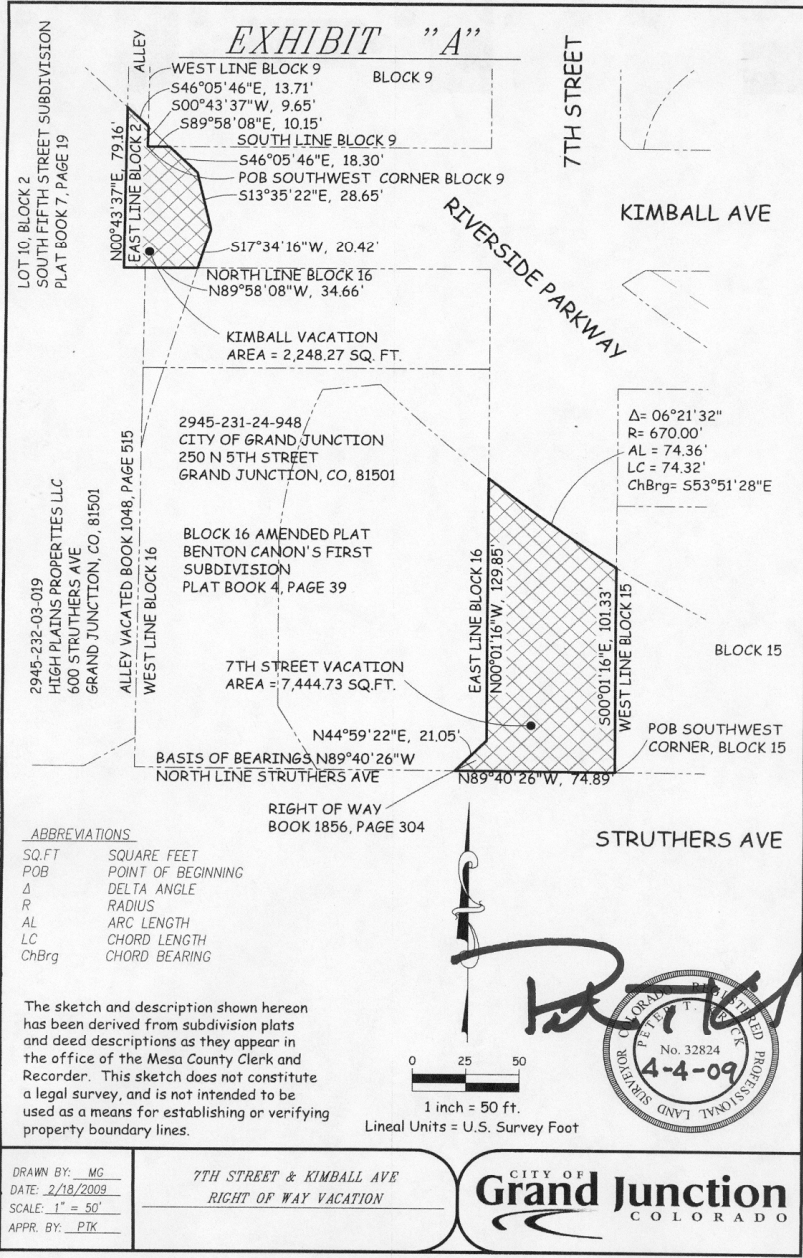 EXHIBIT "A"
LOT 10, BLOCK 2
SOUTH FIFTH STREET SUBDIVISION
PLAT BOOK 7, PAGE 19
ALLEY
WEST LINE BLOCK 9
S46°05'46"E, 13.71'
S00°43'37"W, 9.65'
S89°58'08"E, 10.15'
SOUTH LINE BLOCK 9
S46°05'46"E, 18.30'
POB SOUTHWEST CORNER BLOCK 9
S13°35'22"E, 28.65'
S17°34'16"W, 20.42'
NORTH LINE BLOCK 16
N89°58'08"W, 34.66'
N00°43'37"E, 79.16'
EAST LINE BLOCK 2
BLOCK 9
7TH STREET
KIMBALL AVE
RIVERSIDE PARKWAY
KIMBALL VACATION
AREA = 2,248.27 SQ. FT.
2945-231-24-948
CITY OF GRAND JUNCTION
250 N 5TH STREET
GRAND JUNCTION, CO, 81501
BLOCK 16 AMENDED PLAT
BENTON CANON'S FIRST
SUBDIVISION
PLAT BOOK 4, PAGE 39
2945-232-03-019
HIGH PLAINS PROPERTIES LLC
600 STRUTHERS AVE
GRAND JUNCTION, CO, 81501
ALLEY VACATED BOOK 1048, PAGE 515
WEST LINE BLOCK 16
Δ= 06°21'32"
R= 670.00'
AL = 74.36'
LC = 74.32'
ChBrg= S53°51'28"E
EAST LINE BLOCK 16
N00°01'16"W, 129.85'
S00°01'16"E, 101.33'
WEST LINE BLOCK 15
BLOCK 15
7TH STREET VACATION
AREA = 7,444.73 SQ.FT.
N44°59'22"E, 21.05'
BASIS OF BEARINGS N89°40'26"W
NORTH LINE STRUTHERS AVE
N89°40'26"W, 74.89'
POB SOUTHWEST
CORNER, BLOCK 15
RIGHT OF WAY
BOOK 1856, PAGE 304
STRUTHERS AVE
ABBREVIATIONS
SQ.FT SQUARE FEET
POB POINT OF BEGINNING
Δ DELTA ANGLE
R RADIUS
AL ARC LENGTH
LC CHORD LENGTH
ChBrg CHORD BEARING
The sketch and description shown hereon
has been derived from subdivision plats
and deed descriptions as they appear in
the office of the Mesa County Clerk and
Recorder. This sketch does not constitute
a legal survey, and is not intended to be
used as a means for establishing or verifying
property boundary lines.
0 25 50
1 inch = 50 ft.
Lineal Units = U.S. Survey Foot
COLORADO REGISTERED
PROFESSIONAL LAND SURVEYOR
PETER T.
No. 32824
4-4-09
DRAWN BY: MG
DATE: 2/18/2009
SCALE: 1" = 50'
APPR. BY: PTK
7TH STREET & KIMBALL AVE
RIGHT OF WAY VACATION
CITY OF
Grand Junction
COLORADO